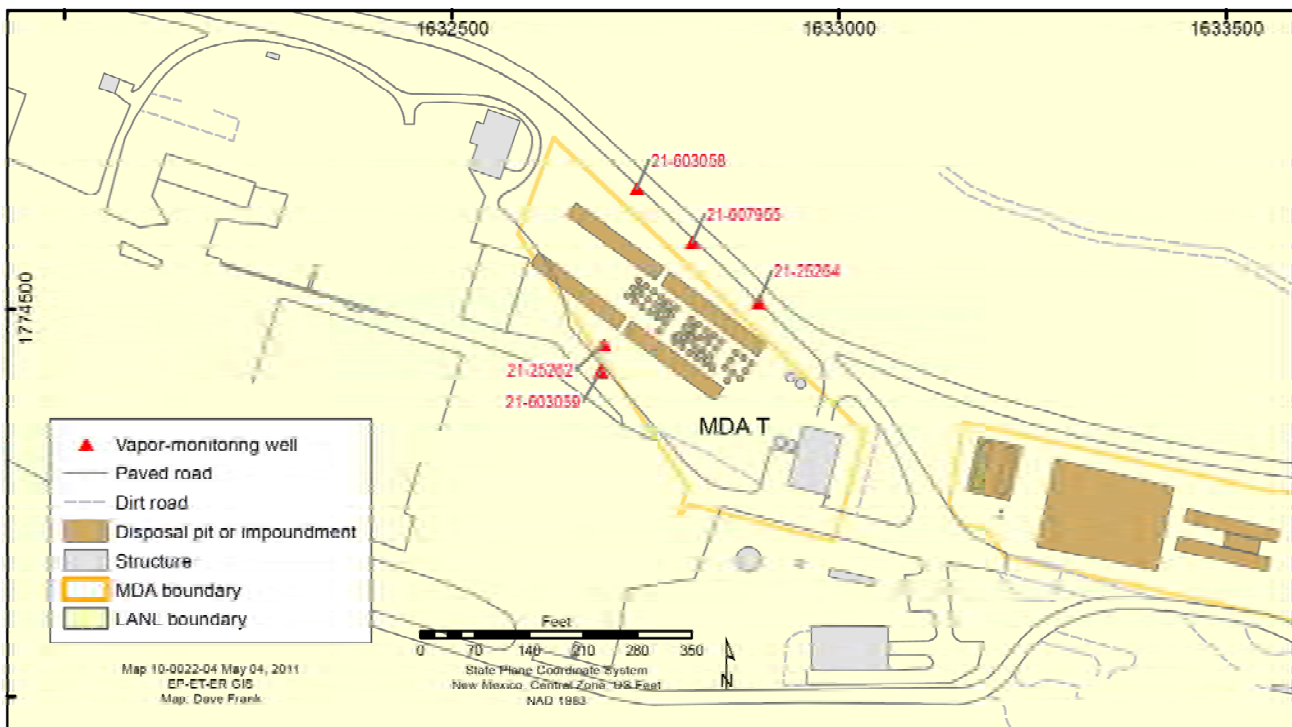 1632500 1633000 1633500
21-603058
21-607955
21-25264
1774500
21-25262
21-603059
MDA T
Vapor-monitoring well
Paved road
Dirt road
Disposal pit or impoundment
Structure
MDA boundary
LANL boundary
Feet
0 70 140 210 280 350
N
Map 10-0022-04 May 04, 2011
EP-ET-ER GIS
Map: Dave Frank
State Plane Coordinate System
New Mexico, Central Zone, US Feet
NAD 1983